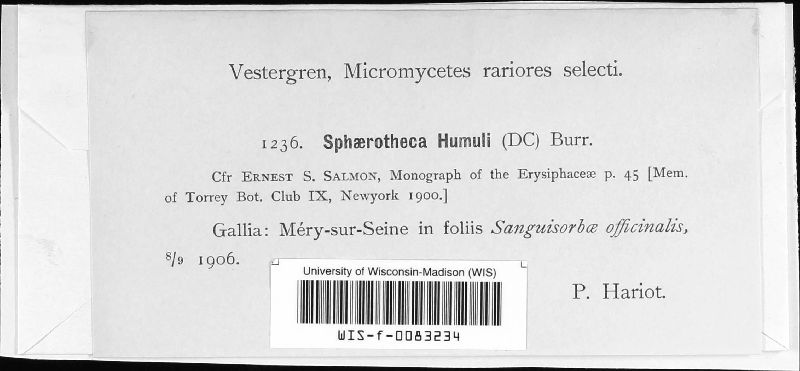 Vestergren, Micromycetes rariores selecti.
1236. Sphærotheca Humuli (DC) Burr.
Cfr ERNEST S. SALMON, Monograph of the Erysiphaceæ p. 45 [Mem.
of Torrey Bot. Club IX, Newyork 1900.]
Gallia: Méry-sur-Seine in foliis Sanguisorbæ officinalis,
8/9 1906.
P. Hariot.
University of Wisconsin-Madison (WIS)
WIS-f-0083234